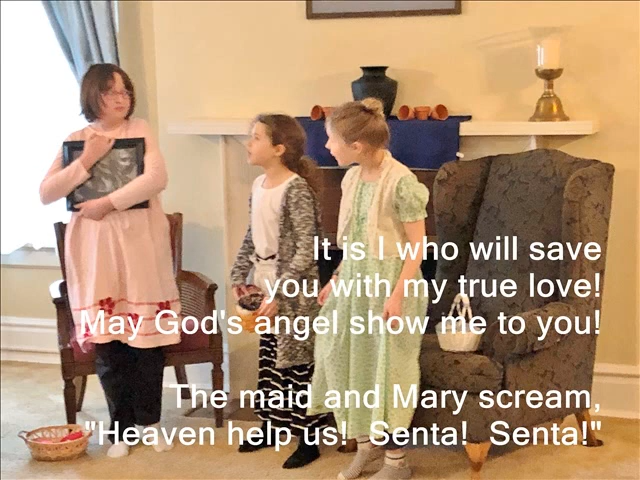 It is I who will save
you with my true love!
May God's angel show me to you!
The maid and Mary scream,
"Heaven help us!  Senta!  Senta!"